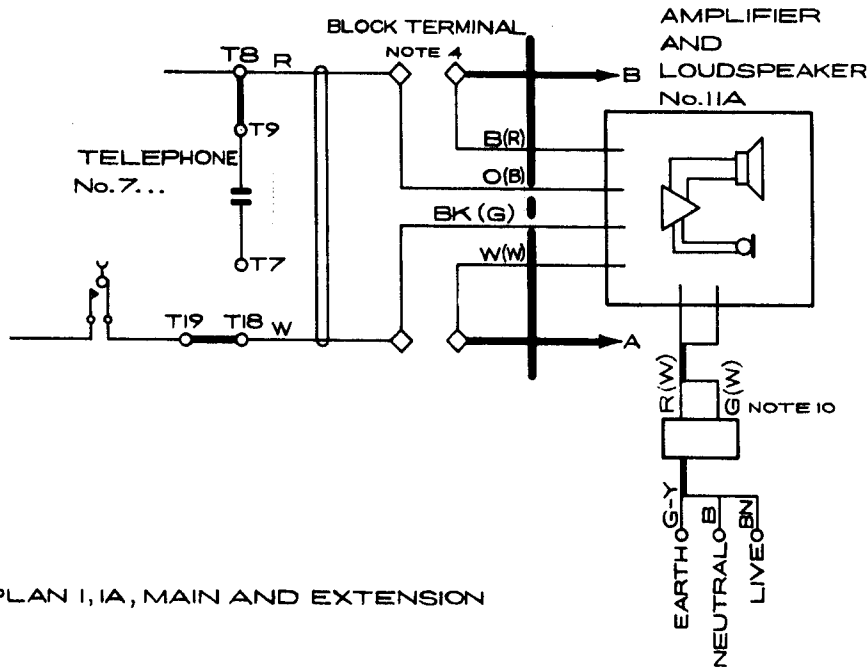 AMPLIFIER
AND
LOUDSPEAKER
No.11A
BLOCK TERMINAL
NOTE 4
T8
R
B
T9
TELEPHONE
No.7...
B(R)
O(B)
BK(G)
W(W)
T7
T19
T18
W
A
R(W)
G(W)
NOTE 10
G-Y
B
BN
EARTH
NEUTRAL
LIVE
PLAN 1,1A, MAIN AND EXTENSION